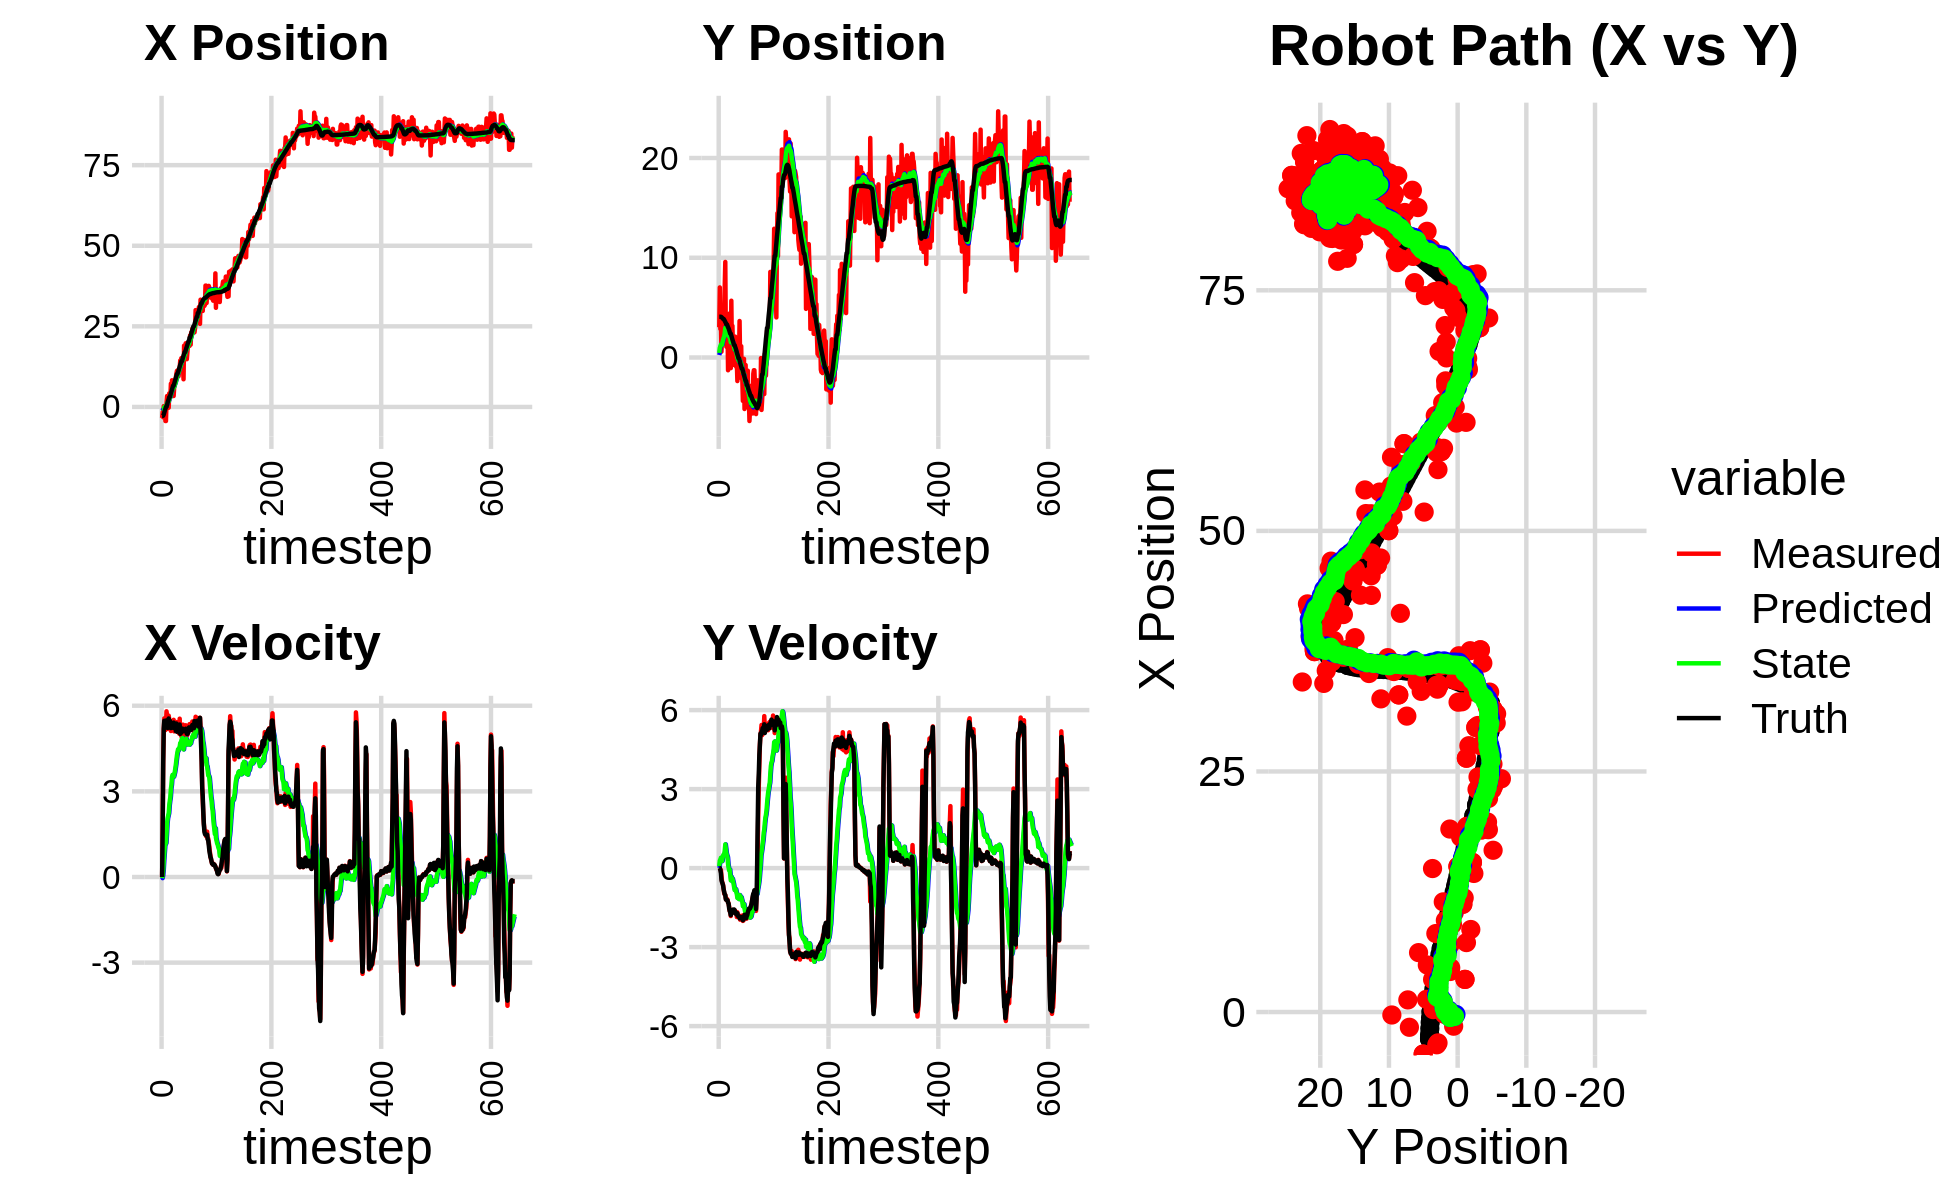 X Position
75
50
25
0
0
200
400
600
timestep
Y Position
20
10
0
0
200
400
600
timestep
X Velocity
6
3
0
-3
0
200
400
600
timestep
Y Velocity
6
3
0
-3
-6
0
200
400
600
timestep
Robot Path (X vs Y)
X Position
75
50
25
0
20 10 0 -10 -20
Y Position
variable
Measured
Predicted
State
Truth